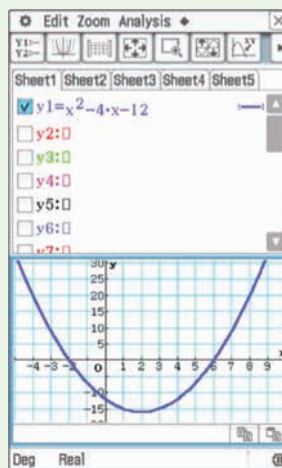 Edit Zoom Analysis
Sheet1 Sheet2 Sheet3 Sheet4 Sheet5
y1=x²-4·x-12
y2:
y3:
y4:
y5:
y6:
y7:
30 y
25
20
15
10
5
x
-4 -3 -2 0 1 2 3 4 5 6 7 8 9
-5
-10
-15
Deg Real